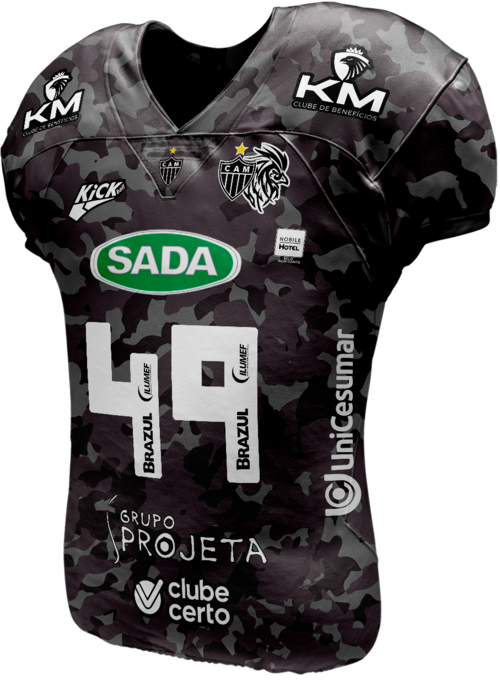 KM
CLUBE DE BENEFÍCIOS
KM
CLUBE DE BENEFÍCIOS
CAM
CAM
KICK
NOBILE
HOTEL
SADA
49
BRAZUL
ILUMEF
BRAZUL
ILUMEF
UniCesumar
GRUPO
PROJETA
clube
certo